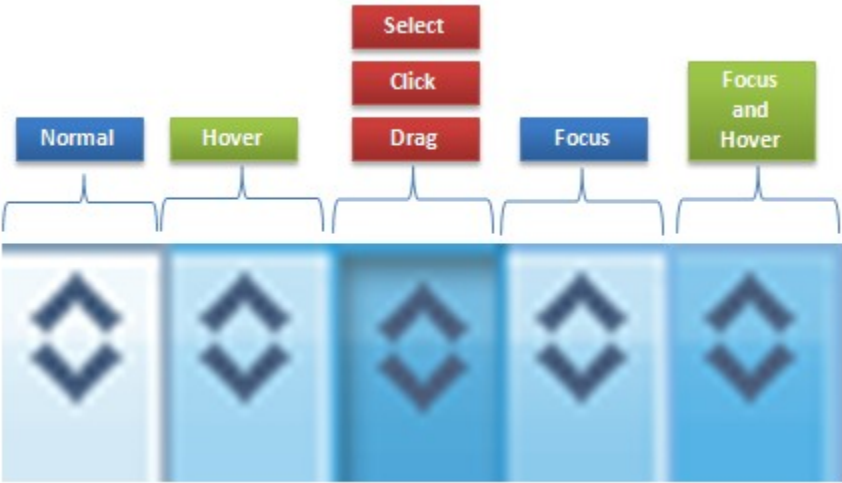 Select
Click
Drag
Normal
Hover
Focus
Focus
and
Hover